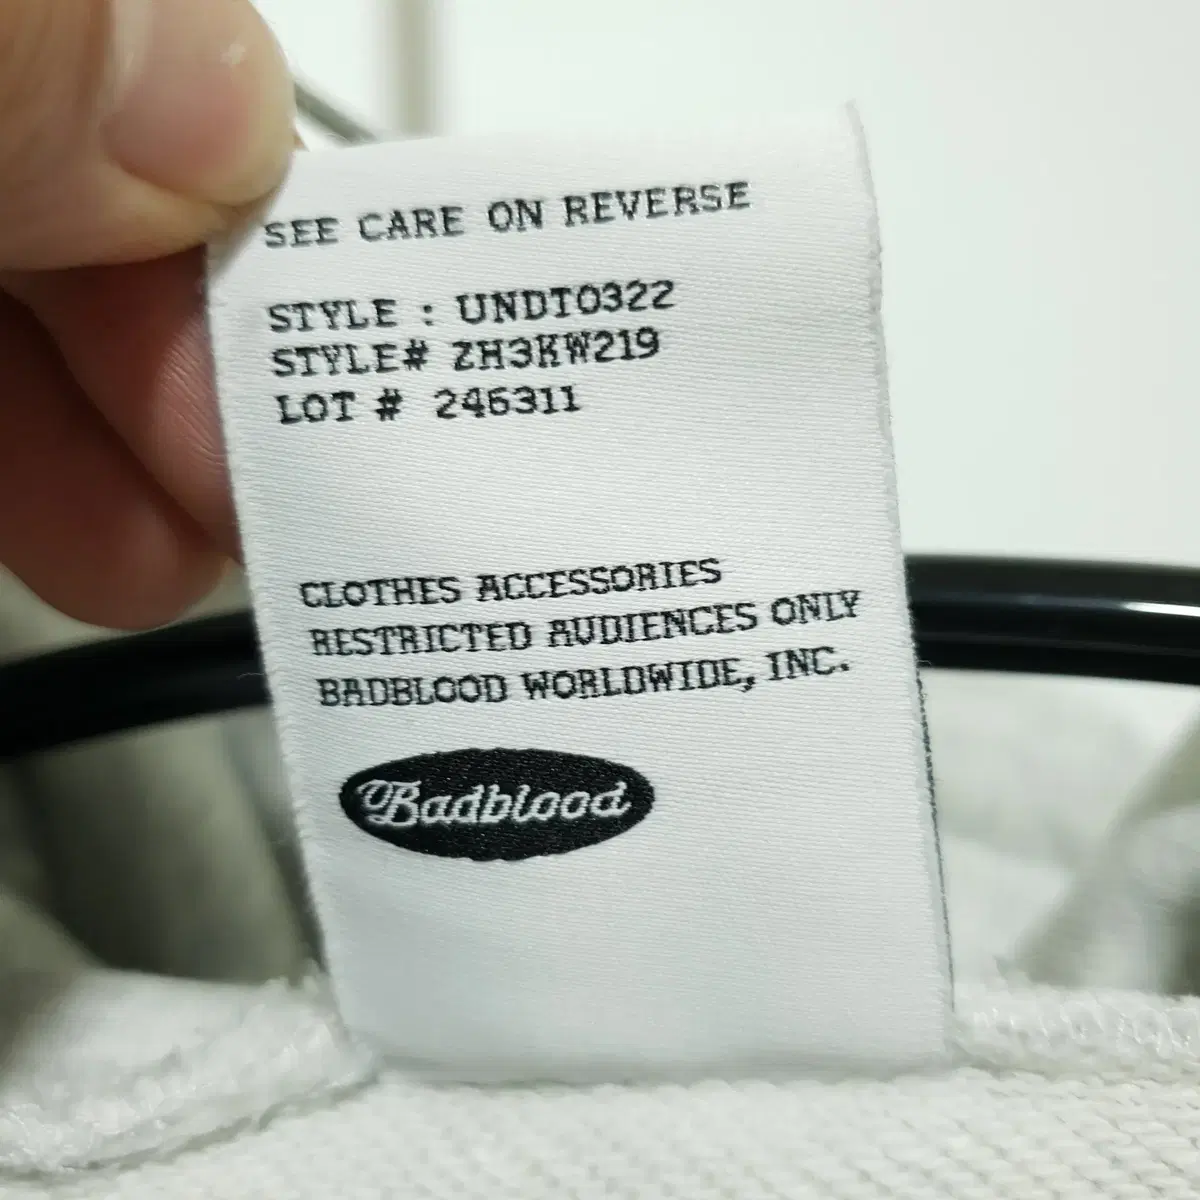 SEE CARE ON REVERSE
STYLE : UNDT0322
STYLE# ZH3KW219
LOT # 246311
CLOTHES ACCESSORIES
RESTRICTED AUDIENCES ONLY
BADBLOOD WORLDWIDE, INC.
Badblood